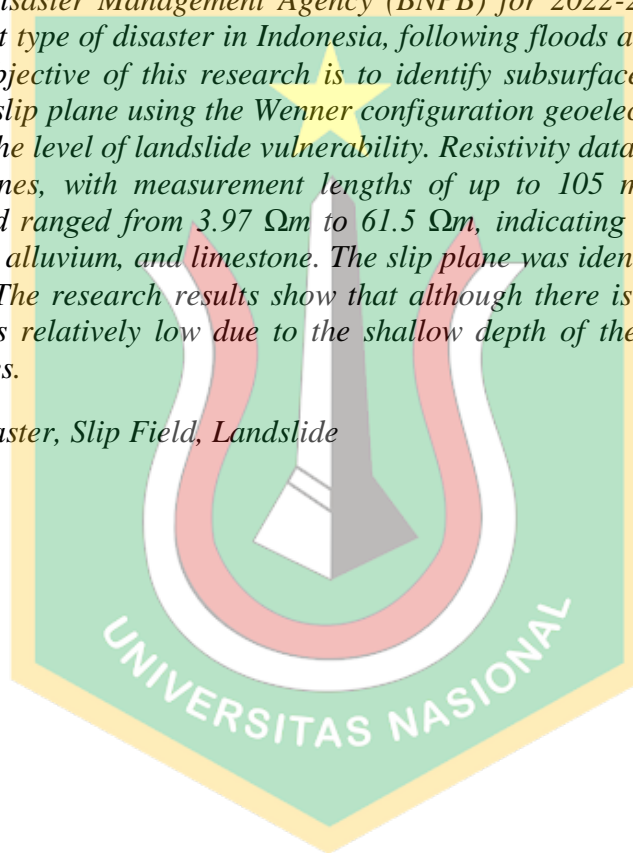 isaster Management Agency (BNPB) for 2022-2
t type of disaster in Indonesia, following floods a
bjective of this research is to identify subsurface
slip plane using the Wenner configuration geoelec
he level of landslide vulnerability. Resistivity data
nes, with measurement lengths of up to 105 m
d ranged from 3.97 Ωm to 61.5 Ωm, indicating
alluvium, and limestone. The slip plane was iden
The research results show that although there is
s relatively low due to the shallow depth of the
s.
aster, Slip Field, Landslide
UNIVERSITAS NASIONAL